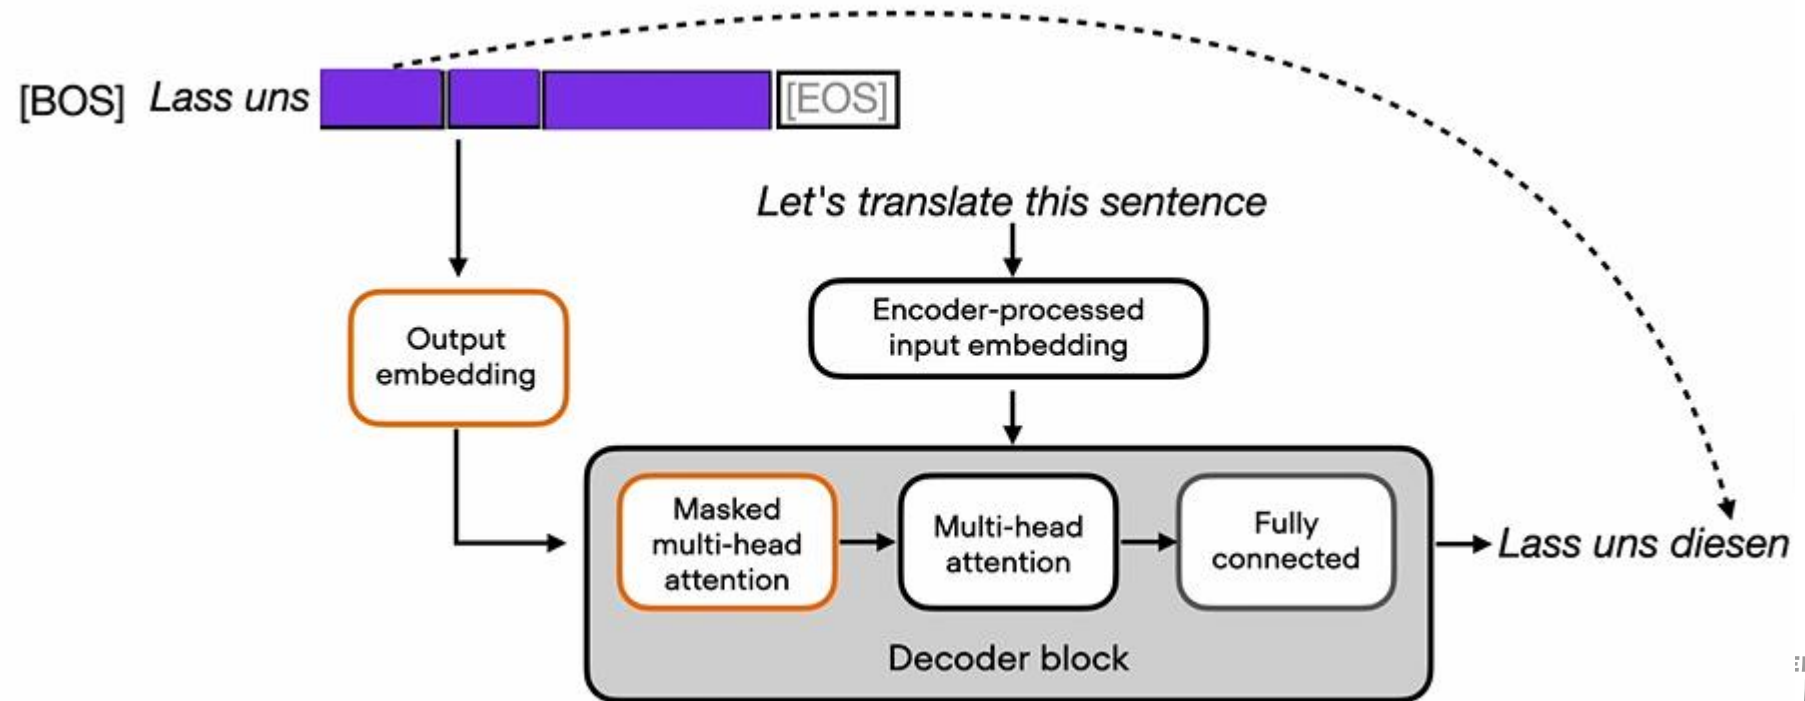 [BOS] Lass uns [EOS]
Let's translate this sentence
Output
embedding
Encoder-processed
input embedding
Masked
multi-head
attention
Multi-head
attention
Fully
connected
Lass uns diesen
Decoder block